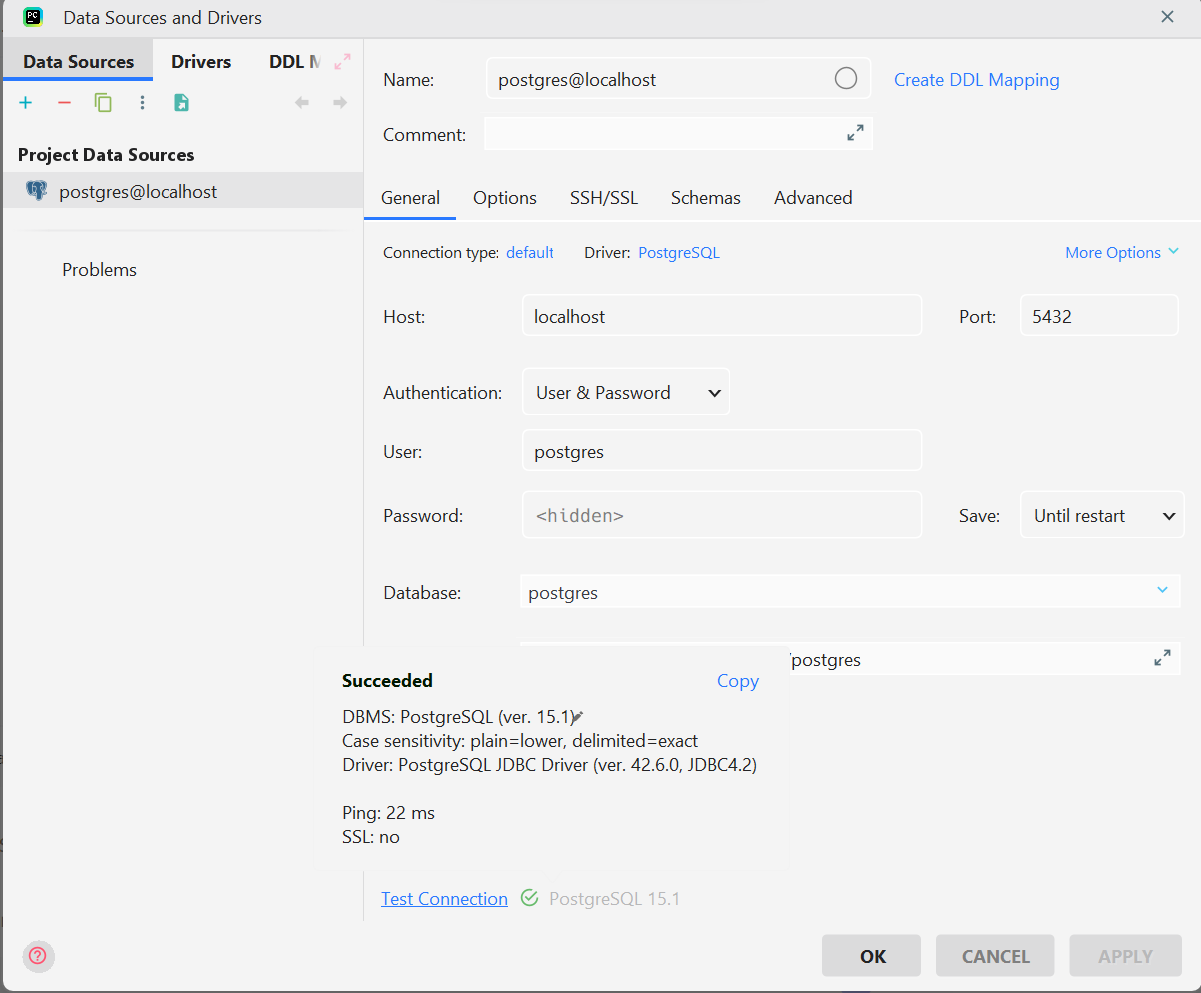 PC
Data Sources and Drivers
Data Sources
Drivers
DDL M
Project Data Sources
postgres@localhost
Problems
Name:
postgres@localhost
Create DDL Mapping
Comment:
General
Options
SSH/SSL
Schemas
Advanced
Connection type: default
Driver: PostgreSQL
More Options
Host:
localhost
Port:
5432
Authentication:
User & Password
User:
postgres
Password:
<hidden>
Save:
Until restart
Database:
postgres
/postgres
Succeeded
Copy
DBMS: PostgreSQL (ver. 15.1)
Case sensitivity: plain=lower, delimited=exact
Driver: PostgreSQL JDBC Driver (ver. 42.6.0, JDBC4.2)
Ping: 22 ms
SSL: no
Test Connection
PostgreSQL 15.1
?
OK
CANCEL
APPLY